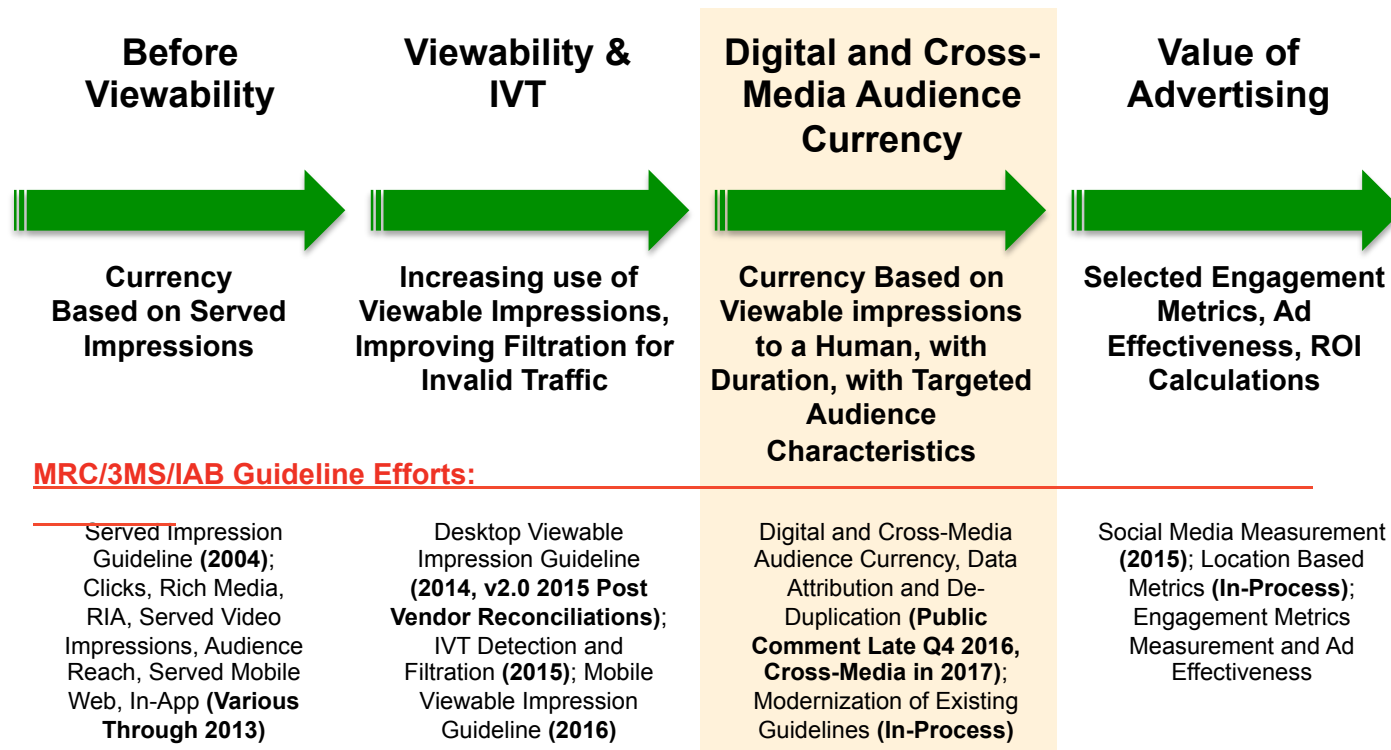 Before
Viewability
Currency
Based on Served
Impressions
Viewability &
IVT
Increasing use of
Viewable Impressions,
Improving Filtration for
Invalid Traffic
Digital and Cross-
Media Audience
Currency
Currency Based on
Viewable impressions
to a Human, with
Duration, with Targeted
Audience
Characteristics
Value of
Advertising
Selected Engagement
Metrics, Ad
Effectiveness, ROI
Calculations
MRC/3MS/IAB Guideline Efforts:
Served Impression
Guideline (2004);
Clicks, Rich Media,
RIA, Served Video
Impressions, Audience
Reach, Served Mobile
Web, In-App (Various
Through 2013)
Desktop Viewable
Impression Guideline
(2014, v2.0 2015 Post
Vendor Reconciliations);
IVT Detection and
Filtration (2015); Mobile
Viewable Impression
Guideline (2016)
Digital and Cross-Media
Audience Currency, Data
Attribution and De-
Duplication (Public
Comment Late Q4 2016,
Cross-Media in 2017);
Modernization of Existing
Guidelines (In-Process)
Social Media Measurement
(2015); Location Based
Metrics (In-Process);
Engagement Metrics
Measurement and Ad
Effectiveness